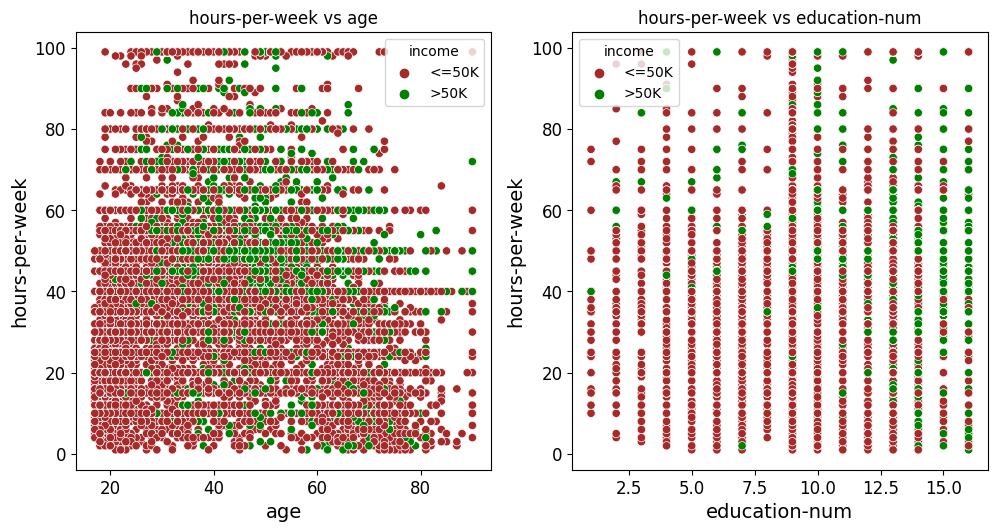 hours-per-week vs age
hours-per-week
100
80
60
40
20
0
income
<=50K
>50K
20
40
60
80
age
hours-per-week vs education-num
hours-per-week
100
80
60
40
20
0
income
<=50K
>50K
2.5
5.0
7.5
10.0
12.5
15.0
education-num